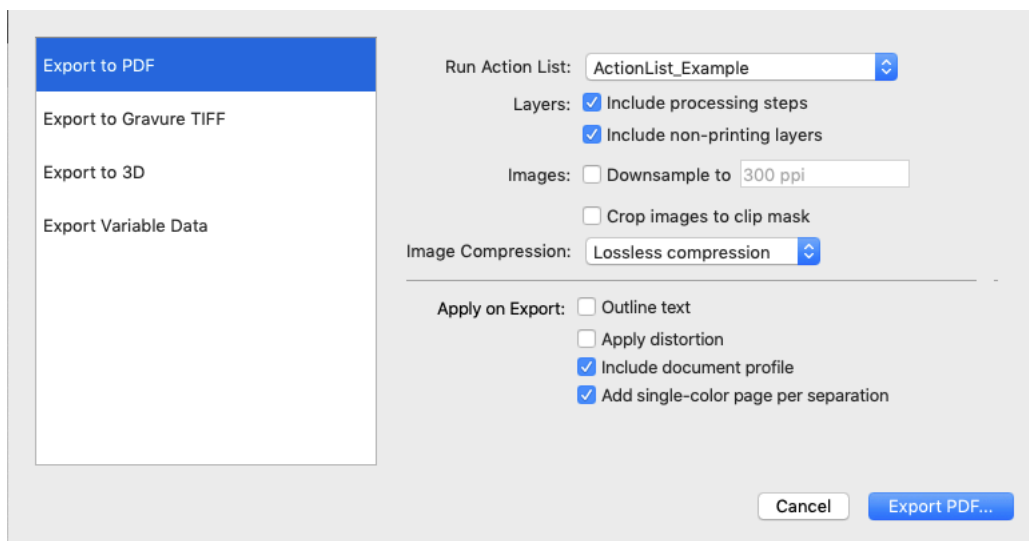 Export to PDF
Export to Gravure TIFF
Export to 3D
Export Variable Data
Run Action List: ActionList_Example
Layers: Include processing steps
Include non-printing layers
Images: Downsample to 300 ppi
Crop images to clip mask
Image Compression: Lossless compression
Apply on Export: Outline text
Apply distortion
Include document profile
Add single-color page per separation
Cancel Export PDF...